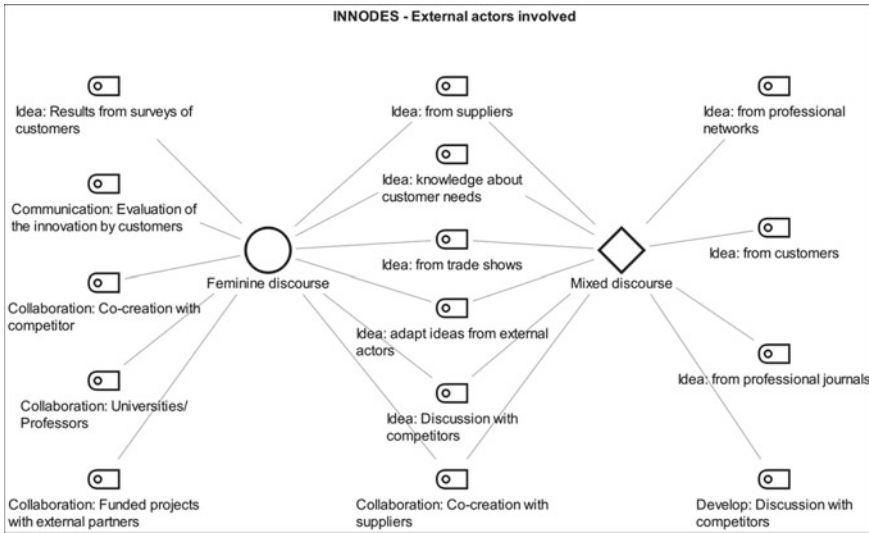 INNODES - External actors involved
Idea: Results from surveys of
customers
Idea: from suppliers
Idea: from professional
networks
Idea: knowledge about
customer needs
Communication: Evaluation of
the innovation by customers
Idea: from customers
Idea: from trade shows
Feminine discourse
Mixed discourse
Collaboration: Co-creation with
competitor
Idea: adapt ideas from external
actors
Idea: from professional journals
Collaboration: Universities/
Professors
Idea: Discussion with
competitors
Collaboration: Funded projects
with external partners
Collaboration: Co-creation with
suppliers
Develop: Discussion with
competitors